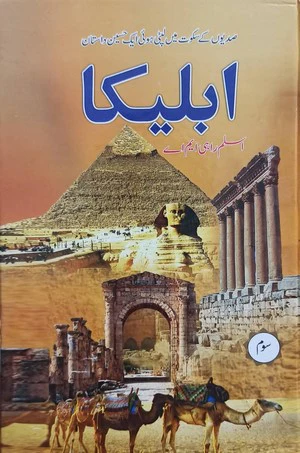 صدیوں کے سکوت میں لپٹی ہوئی ایک حسین داستان
ابلیکا
اسلم راہی ایم اے
سوم